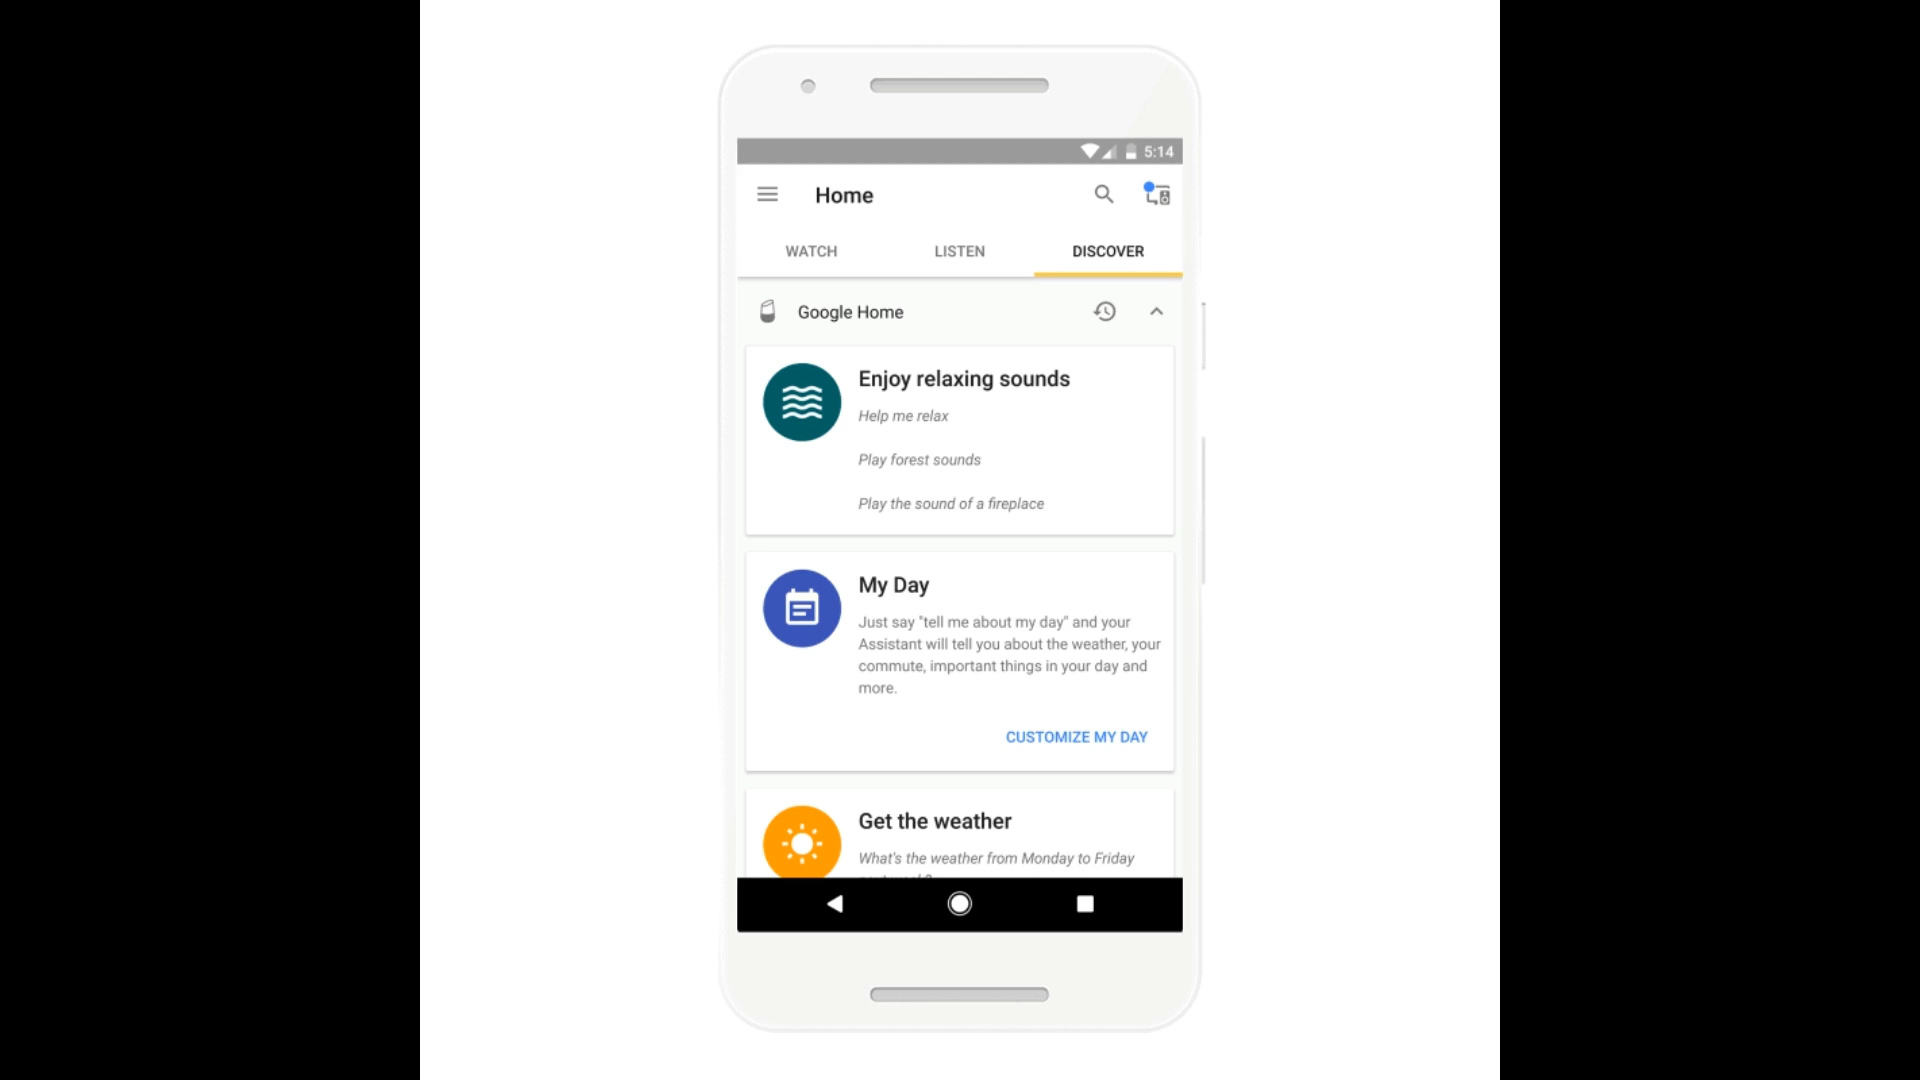 5:14
Home
WATCH LISTEN DISCOVER
Google Home
Enjoy relaxing sounds
Help me relax
Play forest sounds
Play the sound of a fireplace
My Day
Just say "tell me about my day" and your
Assistant will tell you about the weather, your
commute, important things in your day and
more.
CUSTOMIZE MY DAY
Get the weather
What's the weather from Monday to Friday